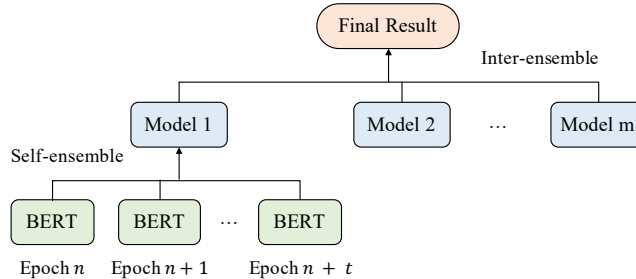 Final Result
Inter-ensemble
Model 1
Model 2
...
Model m
Self-ensemble
BERT
BERT
...
BERT
Epoch n
Epoch n + 1
Epoch n + t